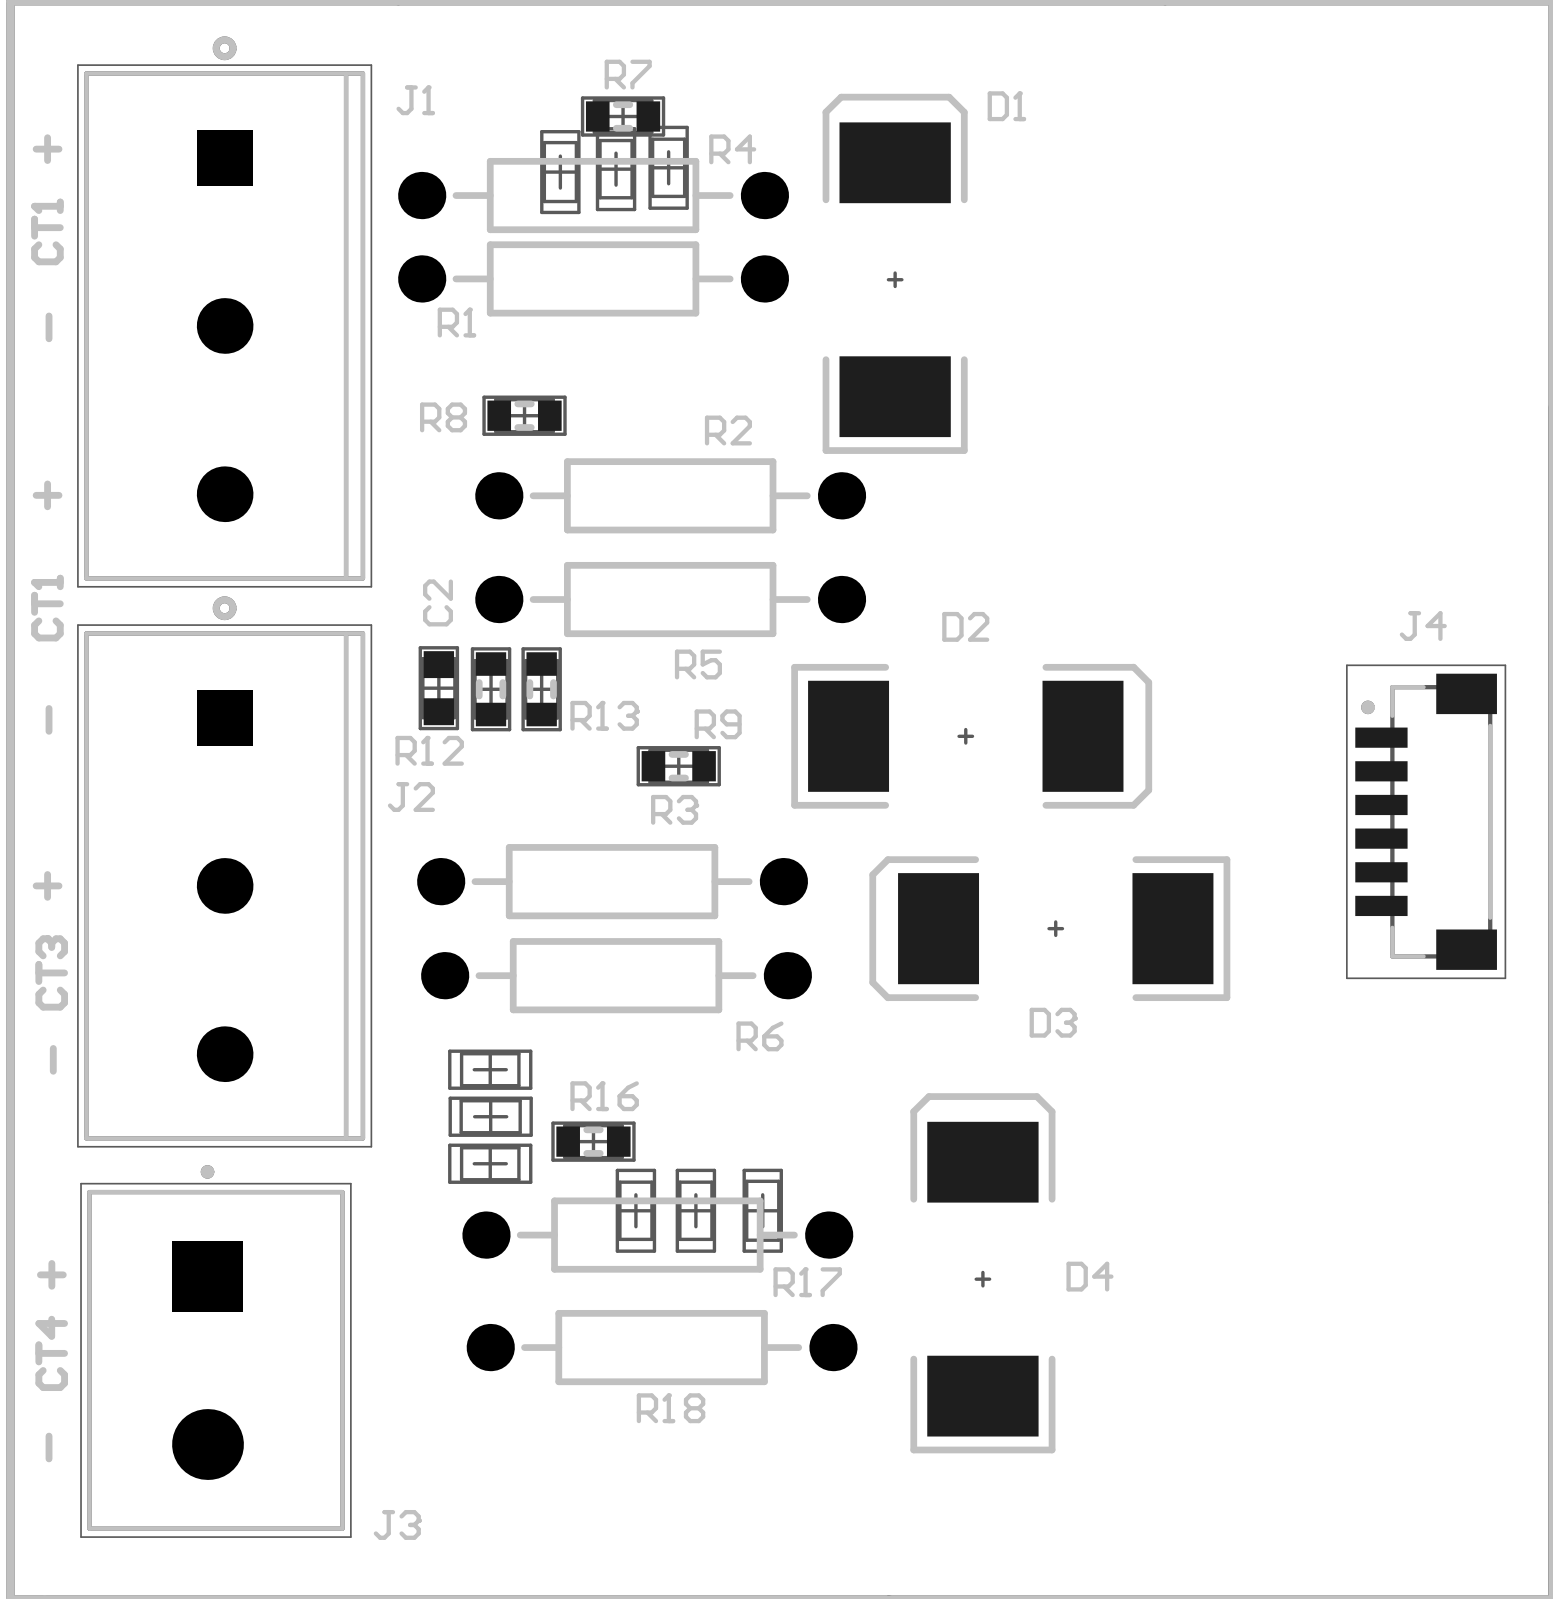 R7
J1
D1
+
R4
CT1
R1
-
R8
R2
+
CT1
C2
D2
J4
R5
-
R13
R9
R12
J2
R3
+
CT3
D3
R6
-
R16
+
D4
R17
CT4
R18
-
J3